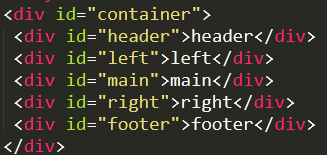 <div id="container">
<div id="header">header</div>
<div id="left">left</div>
<div id="main">main</div>
<div id="right">right</div>
<div id="footer">footer</div>
</div>